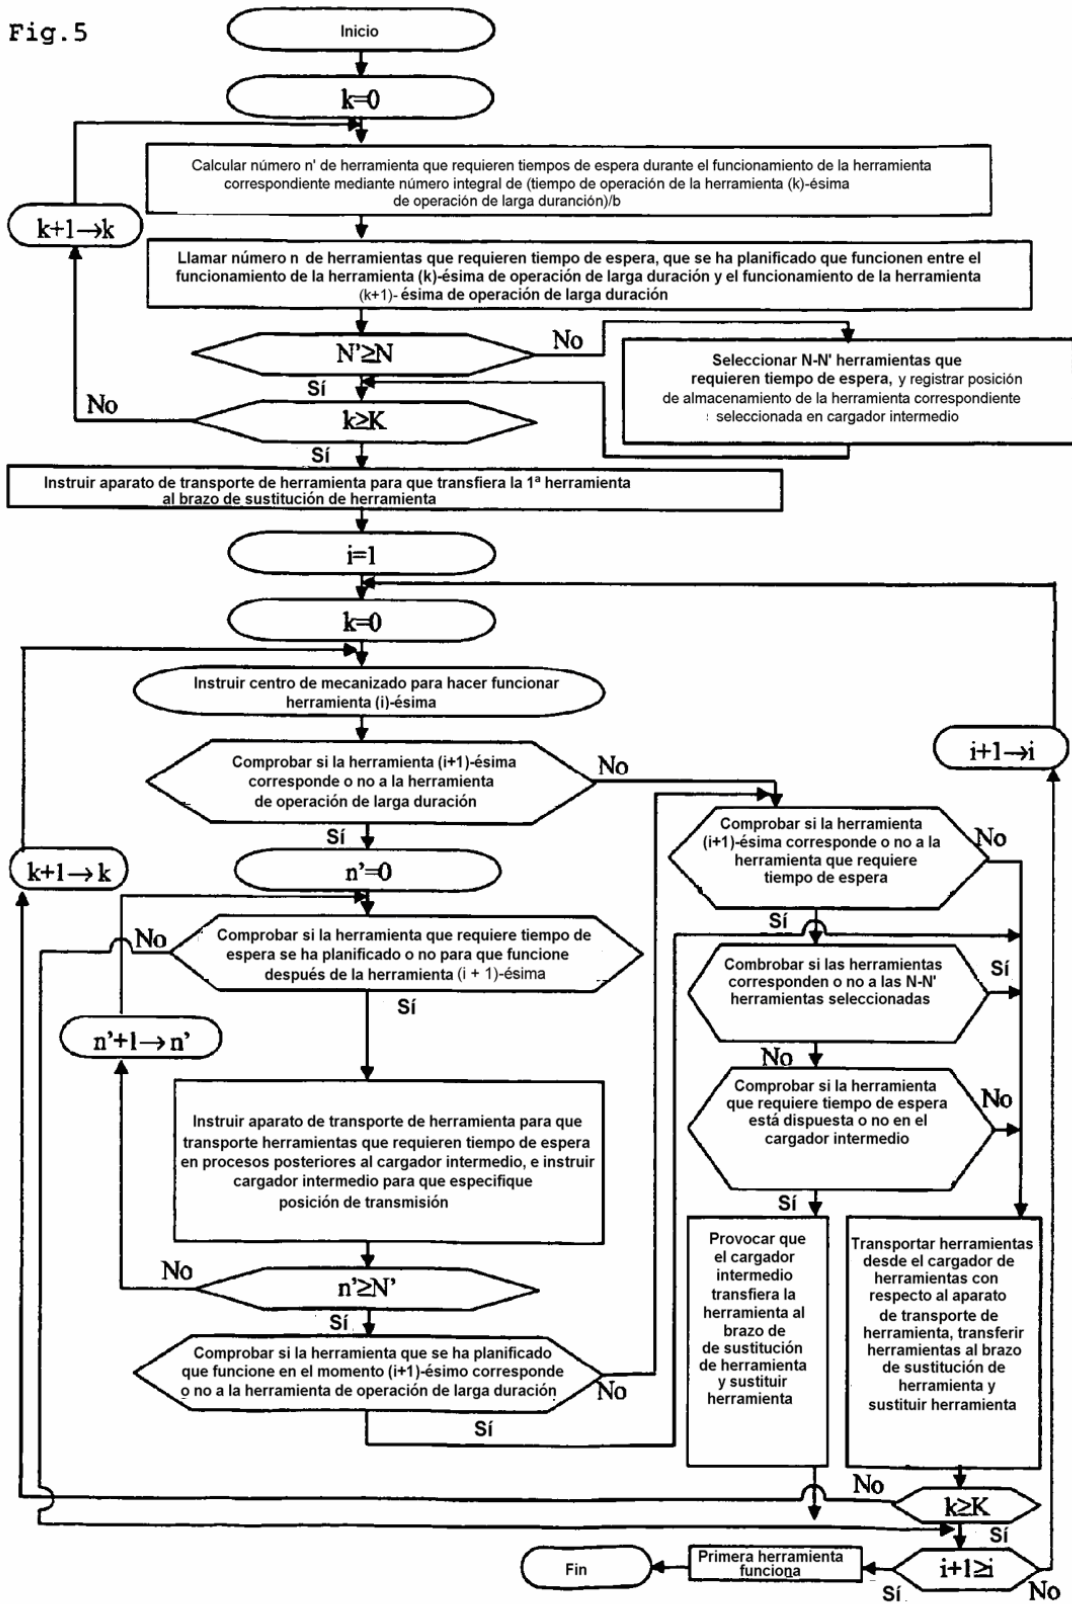 Fig.5
Inicio
k=0
Calcular número n' de herramienta que requieren tiempos de espera durante el funcionamiento de la herramienta
correspondiente mediante número integral de (tiempo de operación de la herramienta (k)-ésima
de operación de larga duranción)/b
k+1→k
Llamar número n de herramientas que requieren tiempo de espera, que se ha planificado que funcionen entre el
funcionamiento de la herramienta (k)-ésima de operación de larga duración y el funcionamiento de la herramienta
(k+1)- ésima de operación de larga duración
N'≥N
No
Sí
Seleccionar N-N' herramientas que
requieren tiempo de espera, y registrar posición
de almacenamiento de la herramienta correspondiente
seleccionada en cargador intermedio
No
k≥K
Sí
Instruir aparato de transporte de herramienta para que transfiera la 1ª herramienta
al brazo de sustitución de herramienta
i=1
k=0
Instruir centro de mecanizado para hacer funcionar
herramienta (i)-ésima
i+1→i
Comprobar si la herramienta (i+1)-ésima
corresponde o no a la herramienta
de operación de larga duración
No
Sí
Comprobar si la herramienta
(i+1)-ésima corresponde o no a la
herramienta que requiere
tiempo de espera
No
Sí
k+1→k
n'=0
Comprobar si la herramienta que requiere tiempo de
espera se ha planificado o no para que funcione
después de la herramienta (i + 1)-ésima
No
Sí
Combrobar si las herramientas
corresponden o no a las N-N'
herramientas seleccionadas
Sí
No
n'+1→n'
Comprobar si la herramienta
que requiere tiempo de espera
está dispuesta o no en el
cargador intermedio
No
Sí
Instruir aparato de transporte de herramienta para que
transporte herramientas que requieren tiempo de espera
en procesos posteriores al cargador intermedio, e instruir
cargador intermedio para que especifique
posición de transmisión
Provocar que
el cargador
intermedio
transfiera la
herramienta al
brazo de
de sustitución
de herramienta
y sustituir
herramienta
Transportar herramientas
desde el cargador de
herramientas con
respecto al aparato
de transporte de
herramienta, transferir
herramientas al brazo
de sustitución de
herramienta y
sustituir herramienta
No
n'≥N'
Sí
Comprobar si la herramienta que se ha planificado
que funcione en el momento (i+1)-ésimo corresponde
o no a la herramienta de operación de larga duración
No
Sí
No
k≥K
Sí
i+1≥i
Sí
No
Primera herramienta
funciona
Fin